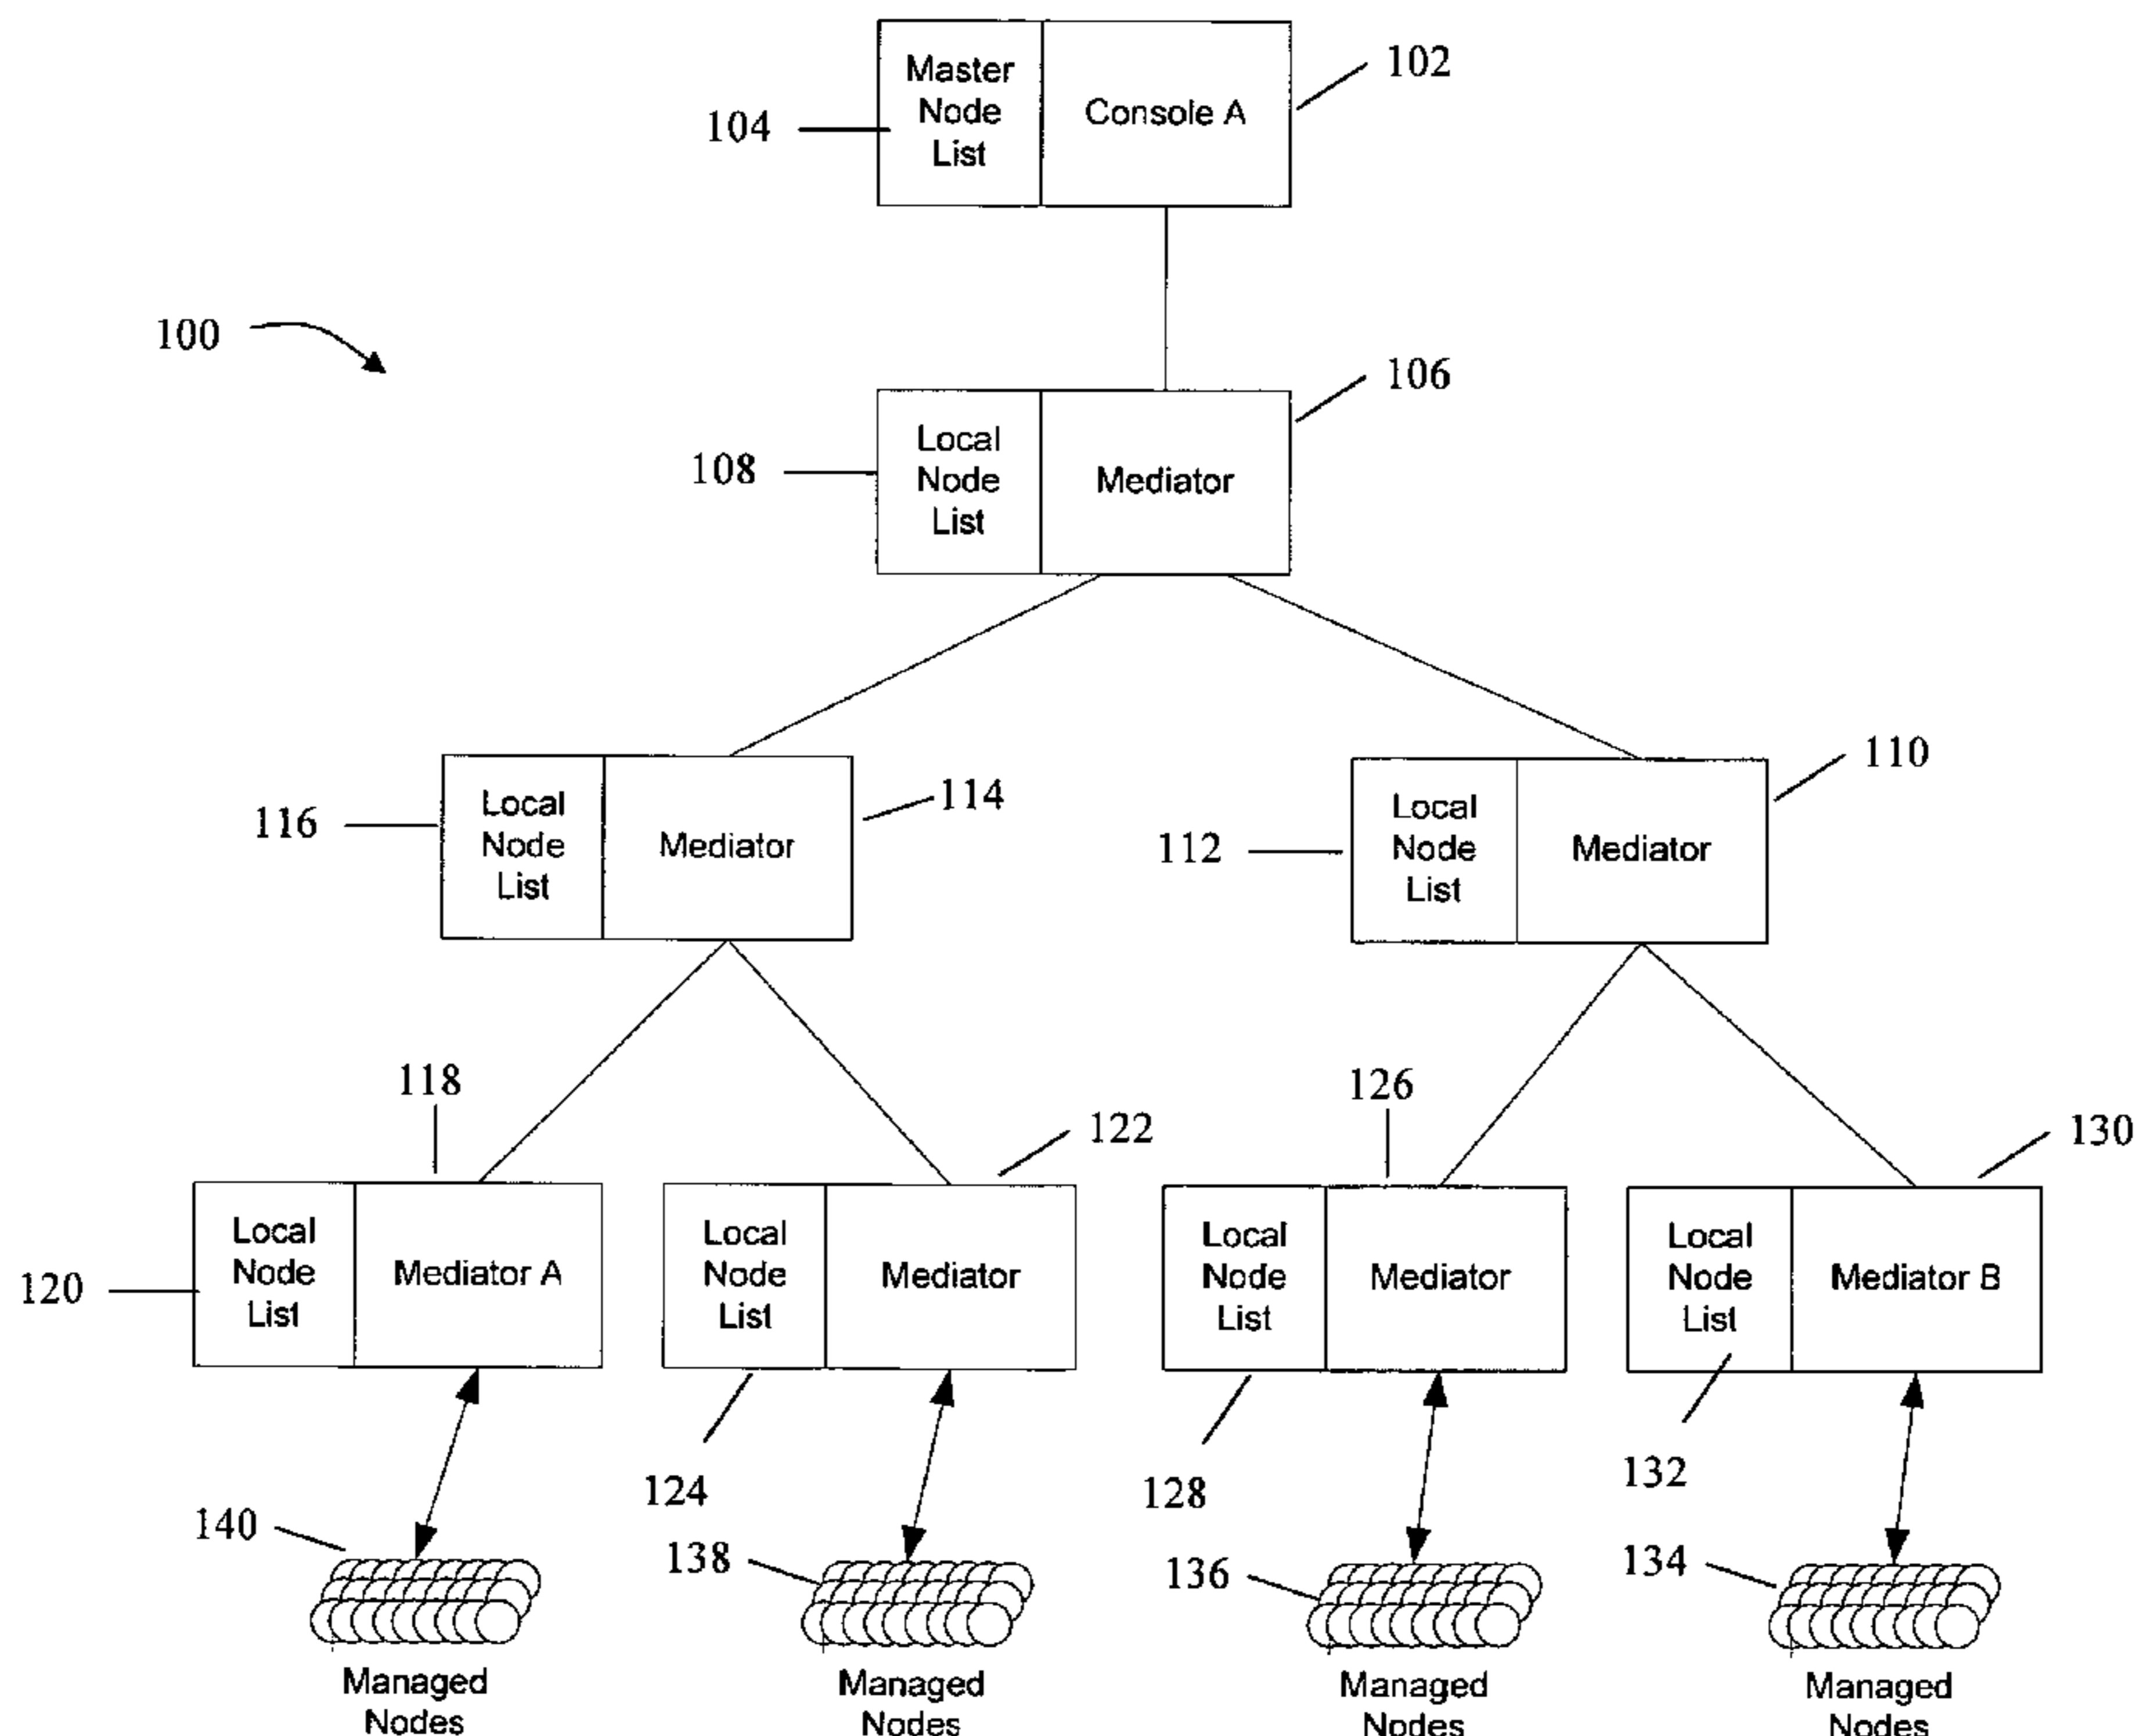 Master
Node
List
Console A
102
104
100
106
Local
Node
List
Mediator
108
110
114
Local
Node
List
Mediator
116
Local
Node
List
Mediator
112
118
126
122
130
Local
Node
List
Mediator A
120
Local
Node
List
Mediator
Local
Node
List
Mediator
Local
Node
List
Mediator B
124
128
132
140
138
136
134
Managed
Nodes
Managed
Nodes
Managed
Nodes
Managed
Nodes